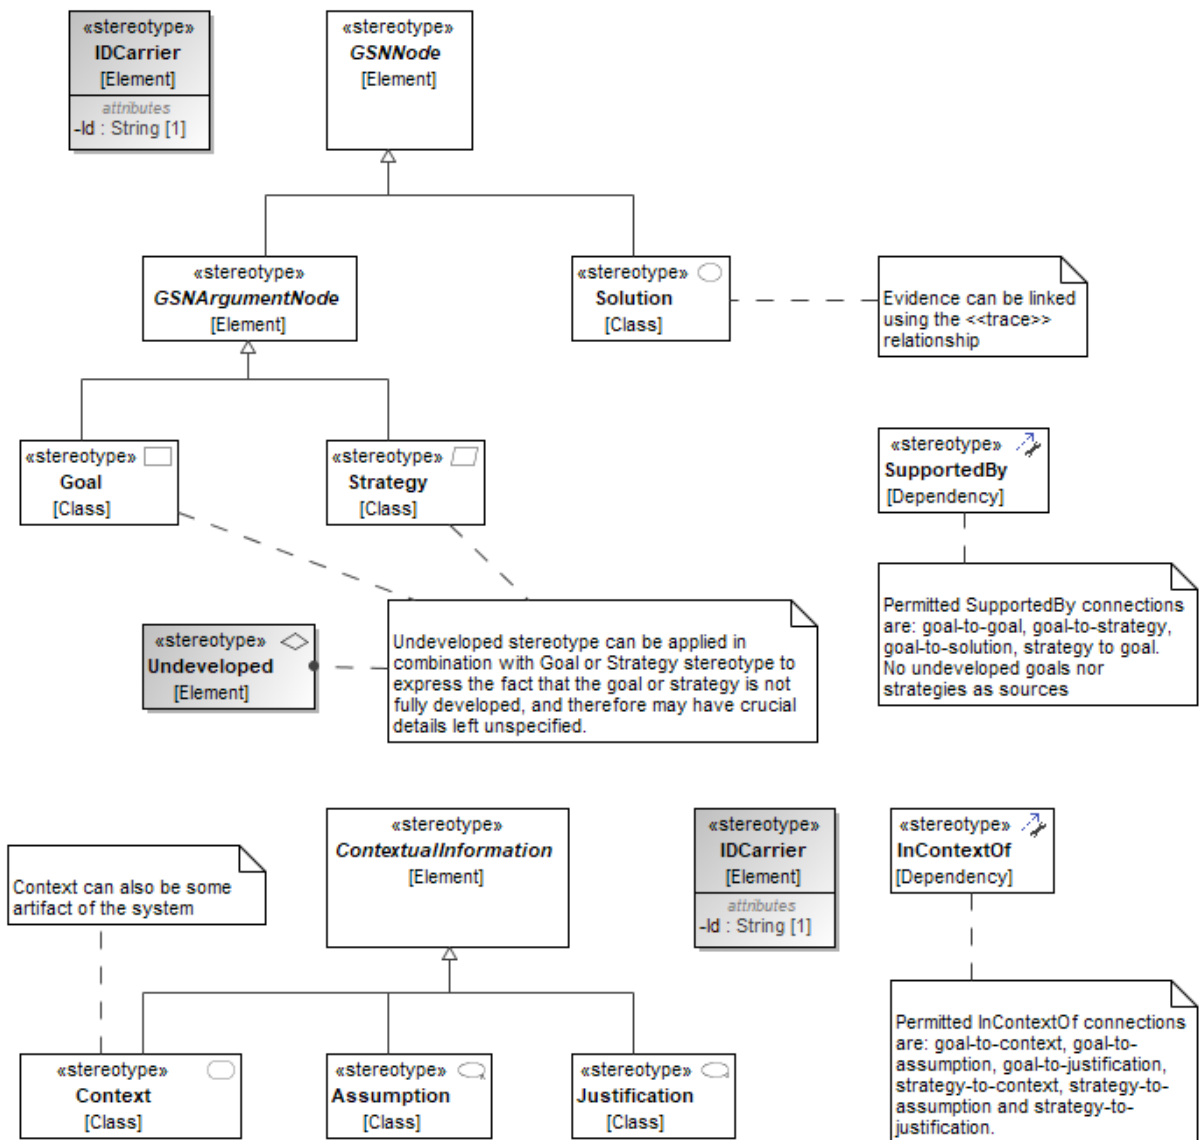 «stereotype»
IDCarrier
[Element]
attributes
-Id : String [1]
«stereotype»
GSNNode
[Element]
«stereotype»
GSNArgumentNode
[Element]
«stereotype»
Solution
[Class]
Evidence can be linked
using the <<trace>>
relationship
«stereotype»
Goal
[Class]
«stereotype»
Strategy
[Class]
«stereotype»
SupportedBy
[Dependency]
«stereotype»
Undeveloped
[Element]
Undeveloped stereotype can be applied in
combination with Goal or Strategy stereotype to
express the fact that the goal or strategy is not
fully developed, and therefore may have crucial
details left unspecified.
Permitted SupportedBy connections
are: goal-to-goal, goal-to-strategy,
goal-to-solution, strategy to goal.
No undeveloped goals nor
strategies as sources
Context can also be some
artifact of the system
«stereotype»
ContextualInformation
[Element]
«stereotype»
IDCarrier
[Element]
attributes
-Id : String [1]
«stereotype»
InContextOf
[Dependency]
«stereotype»
Context
[Class]
«stereotype»
Assumption
[Class]
«stereotype»
Justification
[Class]
Permitted InContextOf connections
are: goal-to-context, goal-to-
assumption, goal-to-justification,
strategy-to-context, strategy-to-
assumption and strategy-to-
justification.